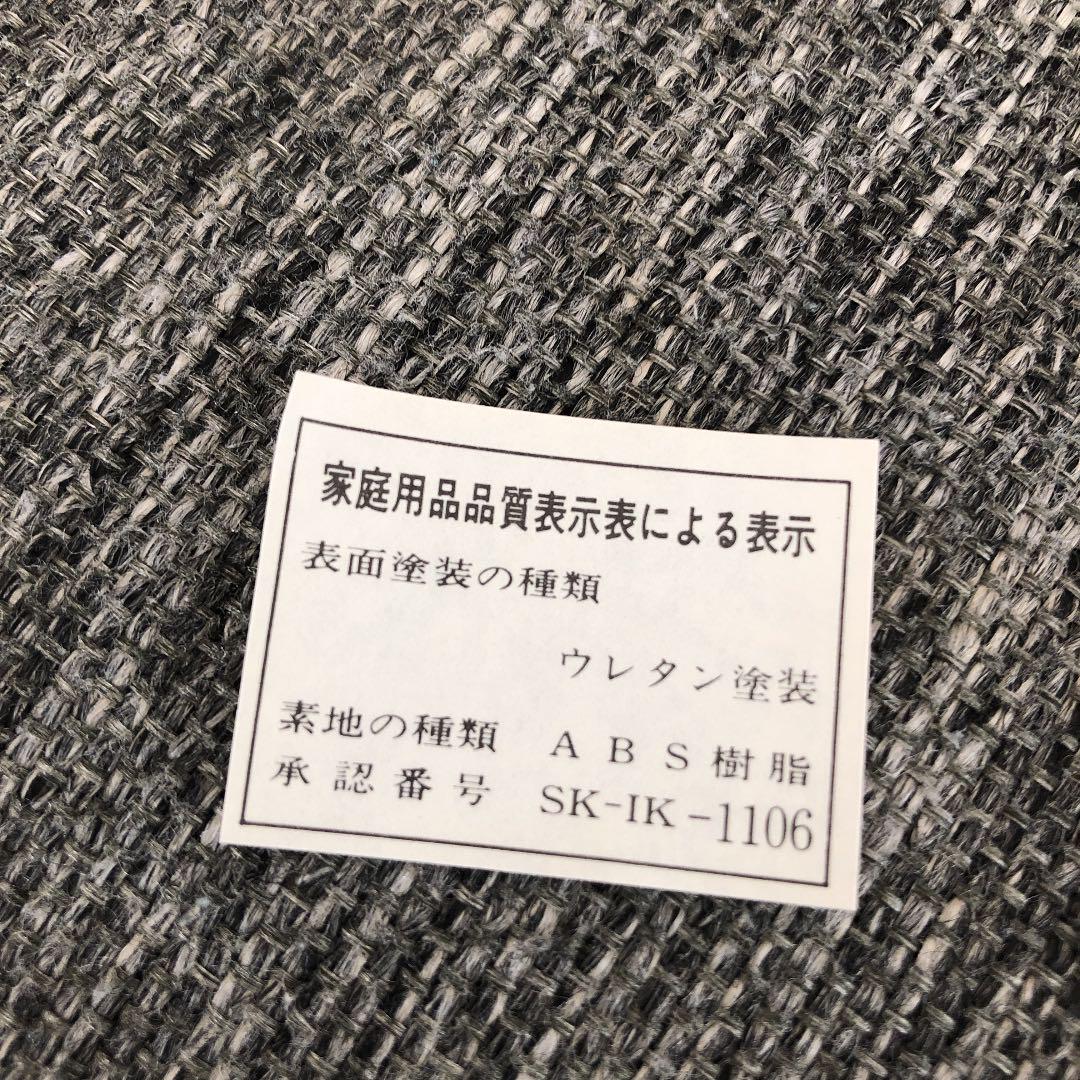 家庭用品品質表示表による表示
表面塗装の種類
ウレタン塗装
素地の種類 ABS樹脂
承認番号 SK-IK-1106